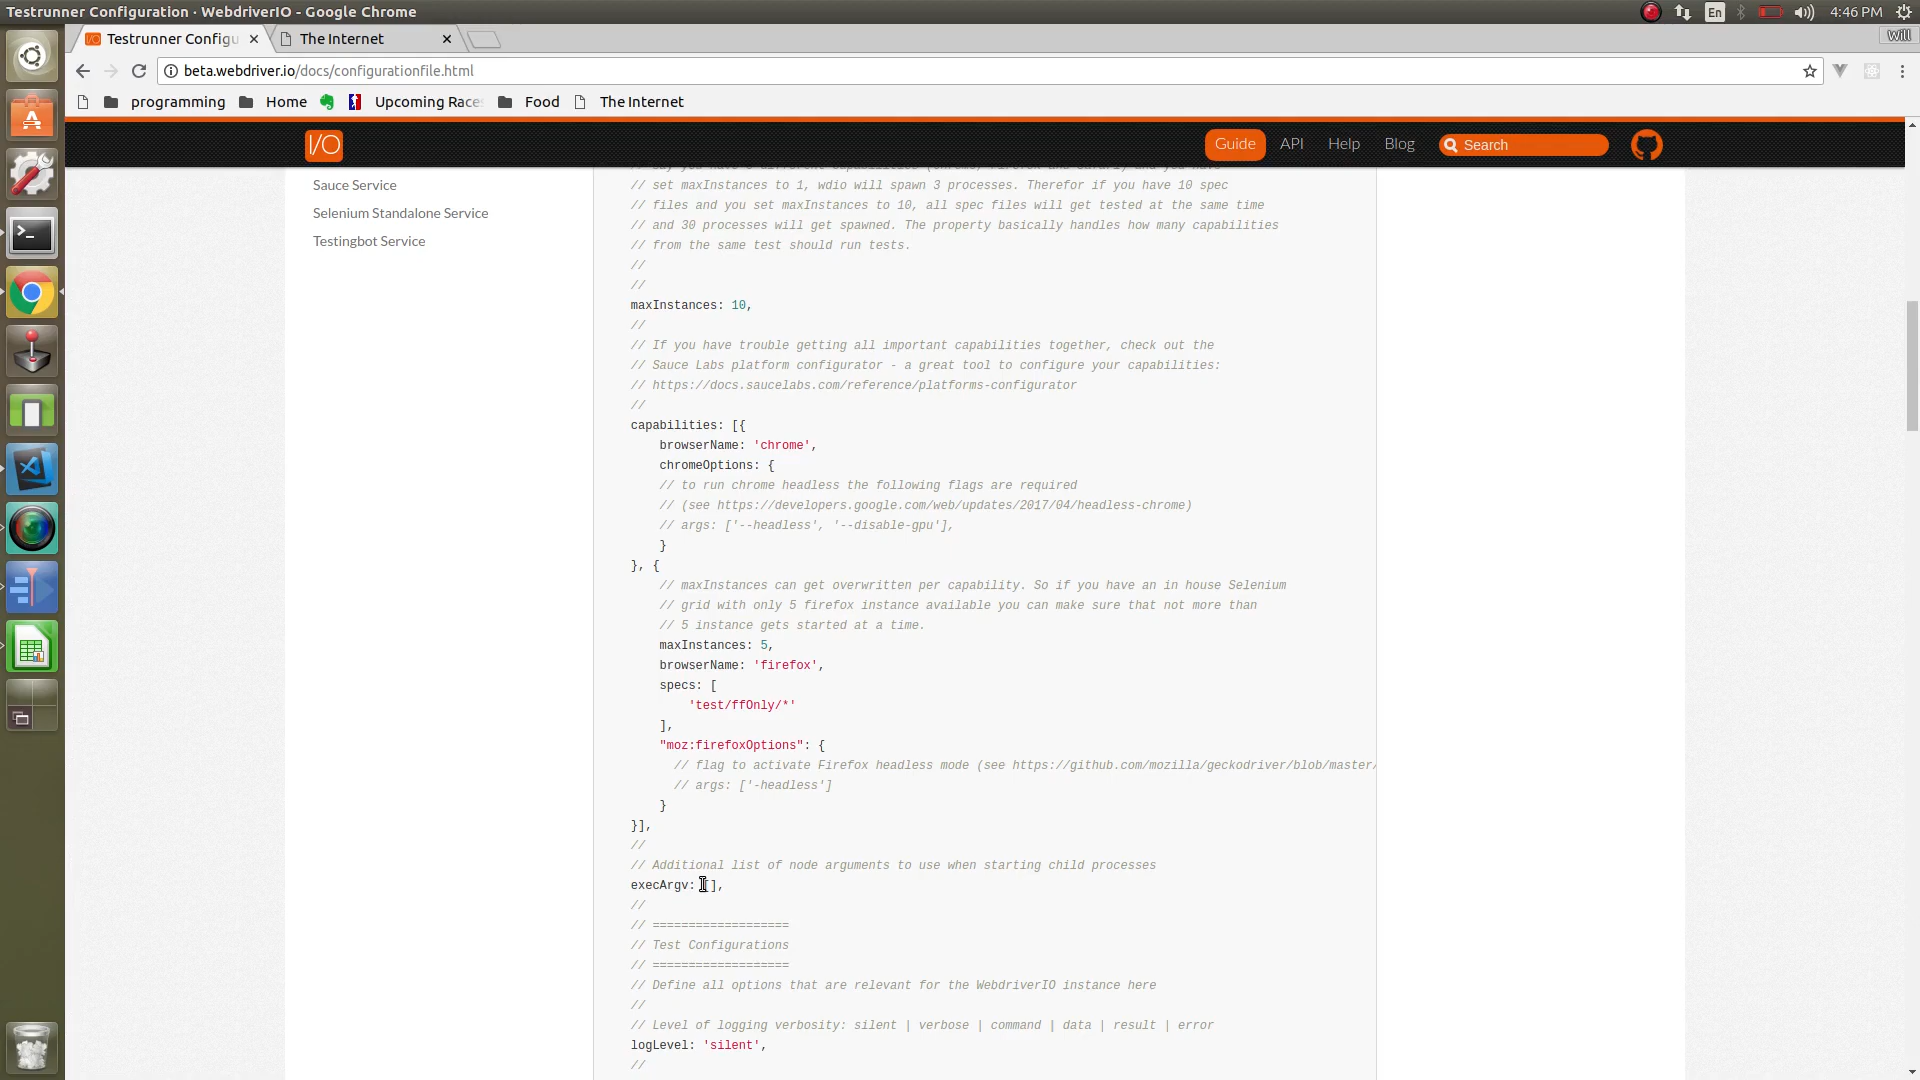 Testrunner Configuration · WebdriverIO - Google Chrome
En
4:46 PM
Testrunner Configu
The Internet
Will
beta.webdriver.io/docs/configurationfile.html
programming
Home
Upcoming Race
Food
The Internet
I/O
Guide
API
Help
Blog
Search
Sauce Service
Selenium Standalone Service
Testingbot Service
// set maxInstances to 1, wdio will spawn 3 processes. Therefor if you have 10 spec
// files and you set maxInstances to 10, all spec files will get tested at the same time
// and 30 processes will get spawned. The property basically handles how many capabilities
// from the same test should run tests.
//
//
maxInstances: 10,
//
// If you have trouble getting all important capabilities together, check out the
// Sauce Labs platform configurator - a great tool to configure your capabilities:
// https://docs.saucelabs.com/reference/platforms-configurator
//
capabilities: [{
browserName: 'chrome',
chromeOptions: {
// to run chrome headless the following flags are required
// (see https://developers.google.com/web/updates/2017/04/headless-chrome)
// args: ['--headless', '--disable-gpu'],
}
}, {
// maxInstances can get overwritten per capability. So if you have an in house Selenium
// grid with only 5 firefox instance available you can make sure that not more than
// 5 instance gets started at a time.
maxInstances: 5,
browserName: 'firefox',
specs: [
'test/ffOnly/*'
],
"moz:firefoxOptions": {
// flag to activate Firefox headless mode (see https://github.com/mozilla/geckodriver/blob/master/
// args: ['-headless']
}
}],
//
// Additional list of node arguments to use when starting child processes
execArgv: [],
//
// ===================
// Test Configurations
// ===================
// Define all options that are relevant for the WebdriverIO instance here
//
// Level of logging verbosity: silent | verbose | command | data | result | error
logLevel: 'silent',
//